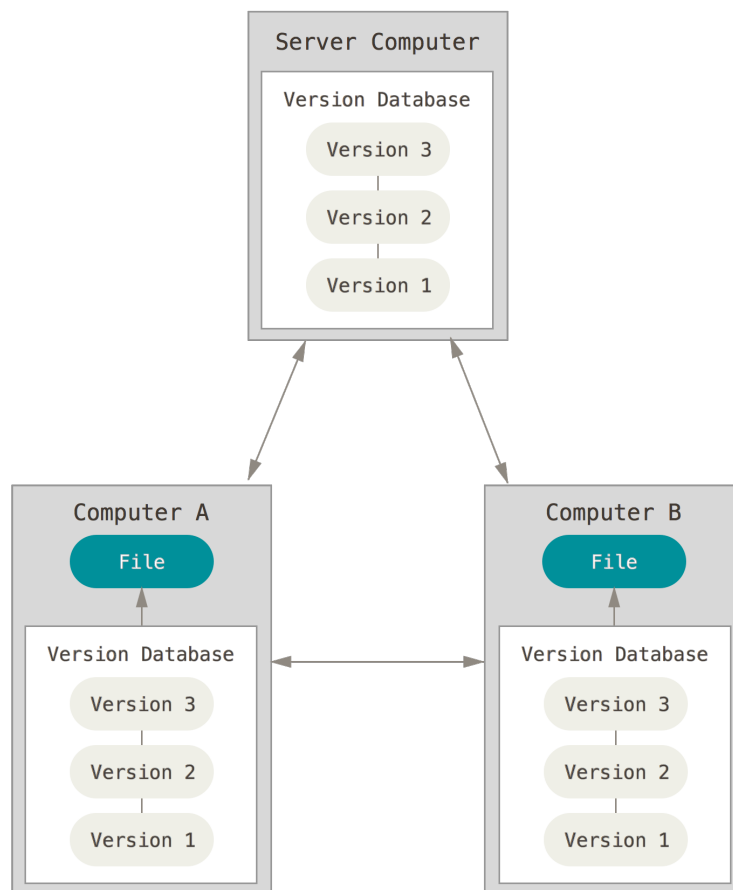 Server Computer
Version Database
Version 3
Version 2
Version 1
Computer A
File
Version Database
Version 3
Version 2
Version 1
Computer B
File
Version Database
Version 3
Version 2
Version 1